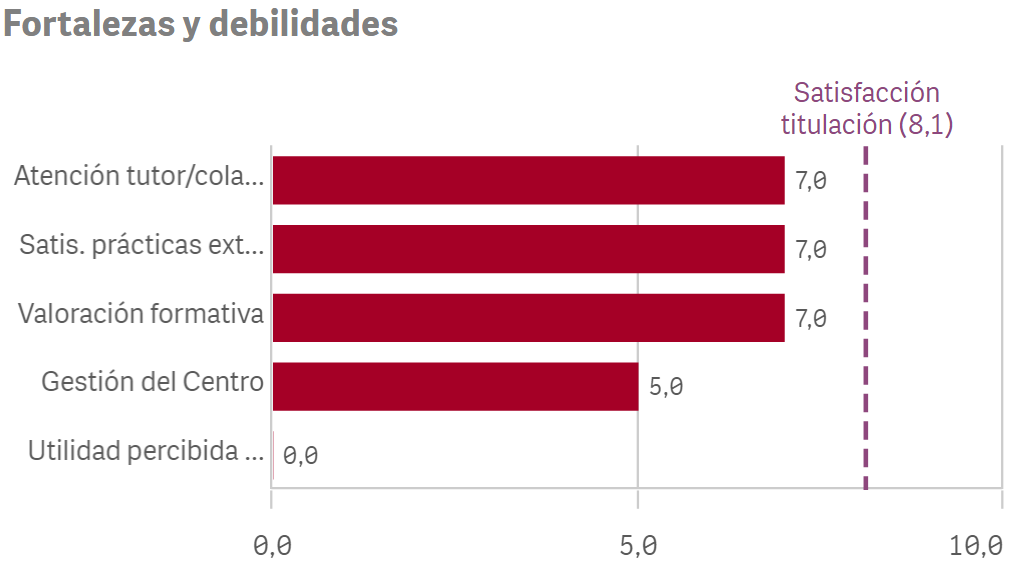 Fortalezas y debilidades
Satisfacción
titulación (8,1)
Atención tutor/cola...
7,0
Satis. prácticas ext...
7,0
Valoración formativa
7,0
Gestión del Centro
5,0
Utilidad percibida ...
0,0
0,0
5,0
10,0